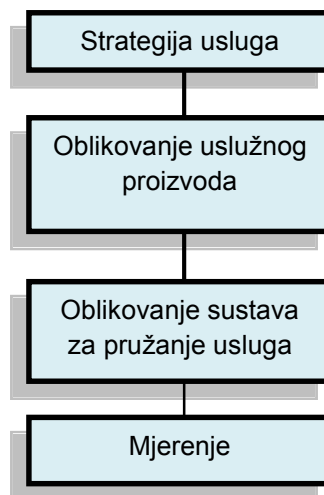 Strategija usluga
Oblikovanje uslužnog
proizvoda
Oblikovanje sustava
za pružanje usluga
Mjerenje